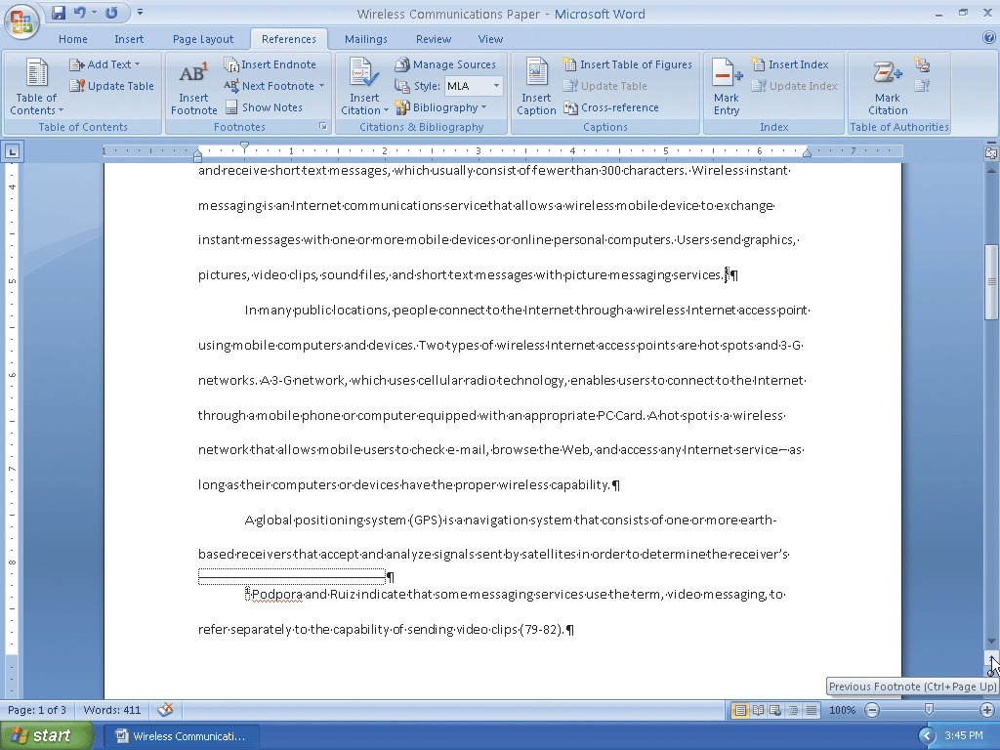 Wireless Communications Paper - Microsoft Word
Home Insert Page Layout References Mailings Review View
Table of Contents
Add Text
Update Table
Table of Contents
AB1
Insert Footnote
Insert Endnote
Next Footnote
Show Notes
Footnotes
Insert Citation
Manage Sources
Style: MLA
Bibliography
Citations & Bibliography
Insert Caption
Insert Table of Figures
Update Table
Cross-reference
Captions
Mark Entry
Insert Index
Update Index
Index
Mark Citation
Table of Authorities
1 1 2 3 4 5 6 7
4
5
6
7
8
and receive short text messages, which usually consist of fewer than 300 characters. Wireless instant
messaging is an Internet communications service that allows a wireless mobile device to exchange
instant messages with one or more mobile devices or online personal computers. Users send graphics,
pictures, video clips, sound files, and short text messages with picture messaging services.1¶
In many public locations, people connect to the Internet through a wireless Internet access point
using mobile computers and devices. Two types of wireless Internet access points are hot spots and 3-G
networks. A 3-G network, which uses cellular radio technology, enables users to connect to the Internet
through a mobile phone or computer equipped with an appropriate PC Card. A hot spot is a wireless
network that allows mobile users to check e-mail, browse the Web, and access any Internet service—as
long as their computers or devices have the proper wireless capability.¶
A global positioning system (GPS) is a navigation system that consists of one or more earth-
based receivers that accept and analyze signals sent by satellites in order to determine the receiver's
¶
1 Podpora and Ruiz indicate that some messaging services use the term, video messaging, to
refer separately to the capability of sending video clips (79-82).¶
Previous Footnote (Ctrl+Page Up)
Page: 1 of 3 Words: 411 100%
start Wireless Communicati... 3:45 PM